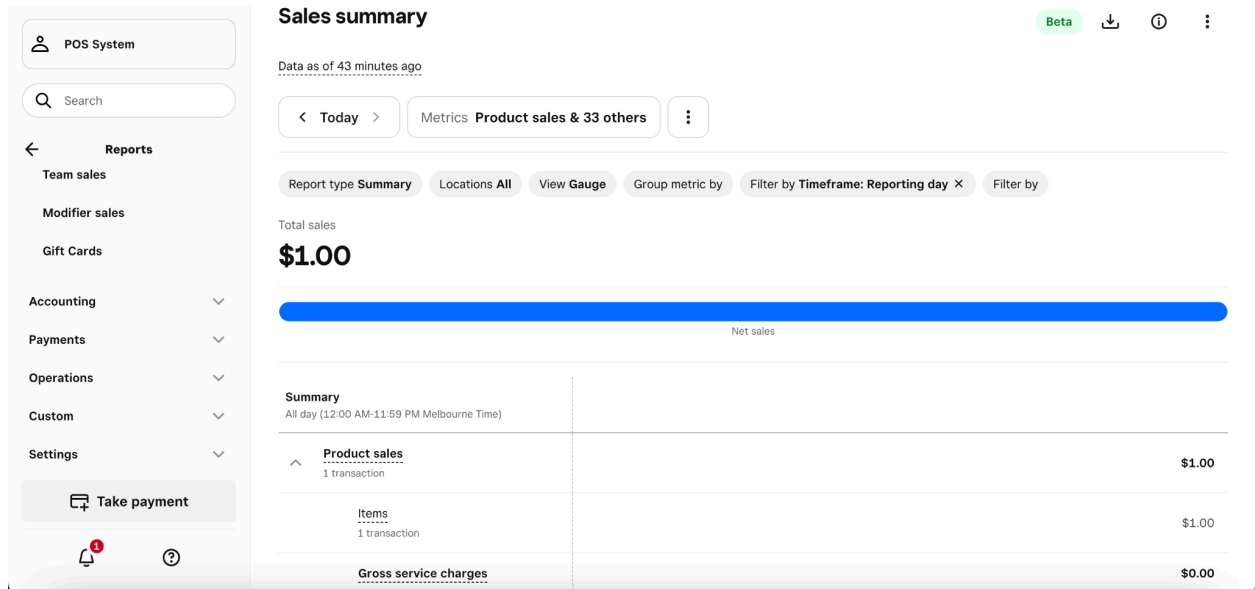 POS System
Search
Reports
Team sales
Modifier sales
Gift Cards
Accounting
Payments
Operations
Custom
Settings
Take payment
1
Sales summary
Beta
Data as of 43 minutes ago
Today
Metrics Product sales & 33 others
Report type Summary
Locations All
View Gauge
Group metric by
Filter by Timeframe: Reporting day
Filter by
Total sales
$1.00
Net sales
Summary
All day (12:00 AM-11:59 PM Melbourne Time)
Product sales
$1.00
1 transaction
Items
$1.00
1 transaction
Gross service charges
$0.00